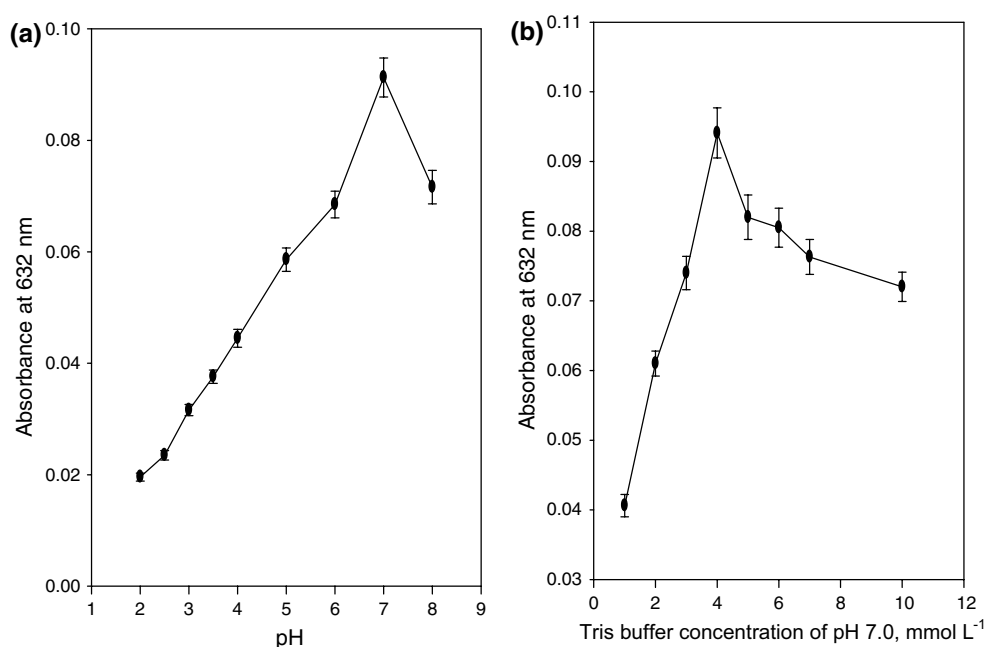 (a)
0.10
0.08
0.06
0.04
0.02
0.00
Absorbance at 632 nm
1 2 3 4 5 6 7 8 9
pH
(b)
0.11
0.10
0.09
0.08
0.07
0.06
0.05
0.04
0.03
Absorbance at 632 nm
0 2 4 6 8 10 12
Tris buffer concentration of pH 7.0, mmol L⁻¹